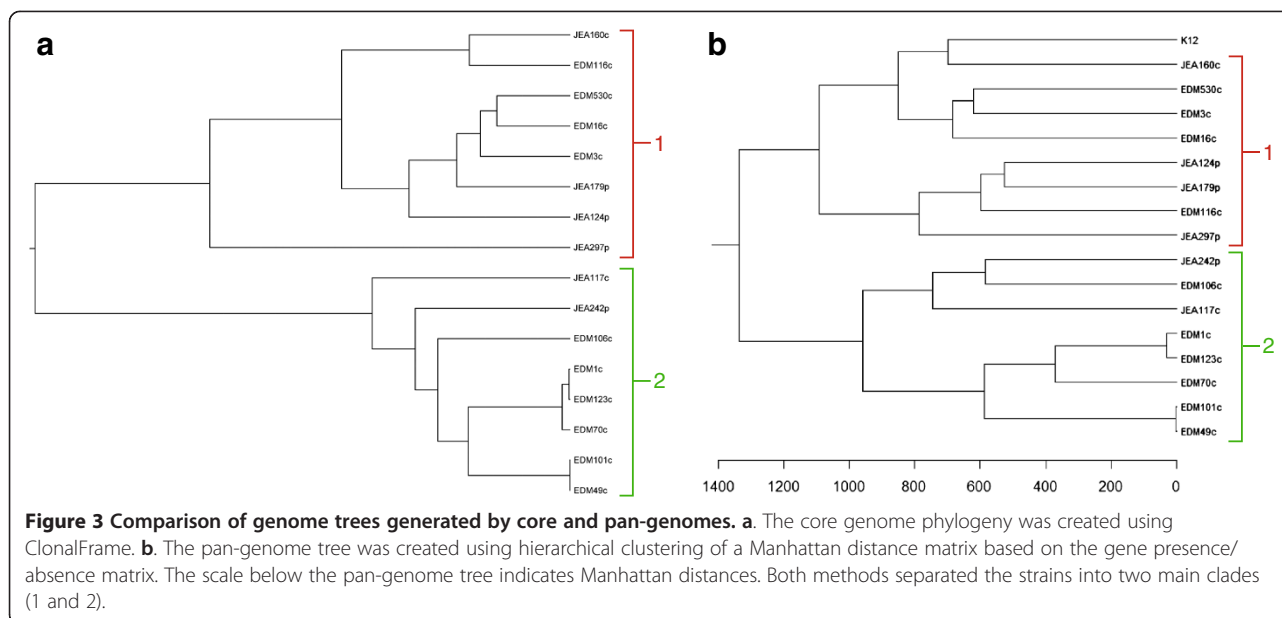 a
JEA160c
EDM116c
EDM530c
EDM16c
EDM3c
JEA179p
JEA124p
JEA297p
JEA117c
JEA242p
EDM106c
EDM1c
EDM123c
EDM70c
EDM101c
EDM49c
1
2
b
K12
JEA160c
EDM530c
EDM3c
EDM16c
JEA124p
JEA179p
EDM116c
JEA297p
JEA242p
EDM106c
JEA117c
EDM1c
EDM123c
EDM70c
EDM101c
EDM49c
1
2
1400 1200 1000 800 600 400 200 0
Figure 3 Comparison of genome trees generated by core and pan-genomes. a. The core genome phylogeny was created using
ClonalFrame. b. The pan-genome tree was created using hierarchical clustering of a Manhattan distance matrix based on the gene presence/
absence matrix. The scale below the pan-genome tree indicates Manhattan distances. Both methods separated the strains into two main clades
(1 and 2).